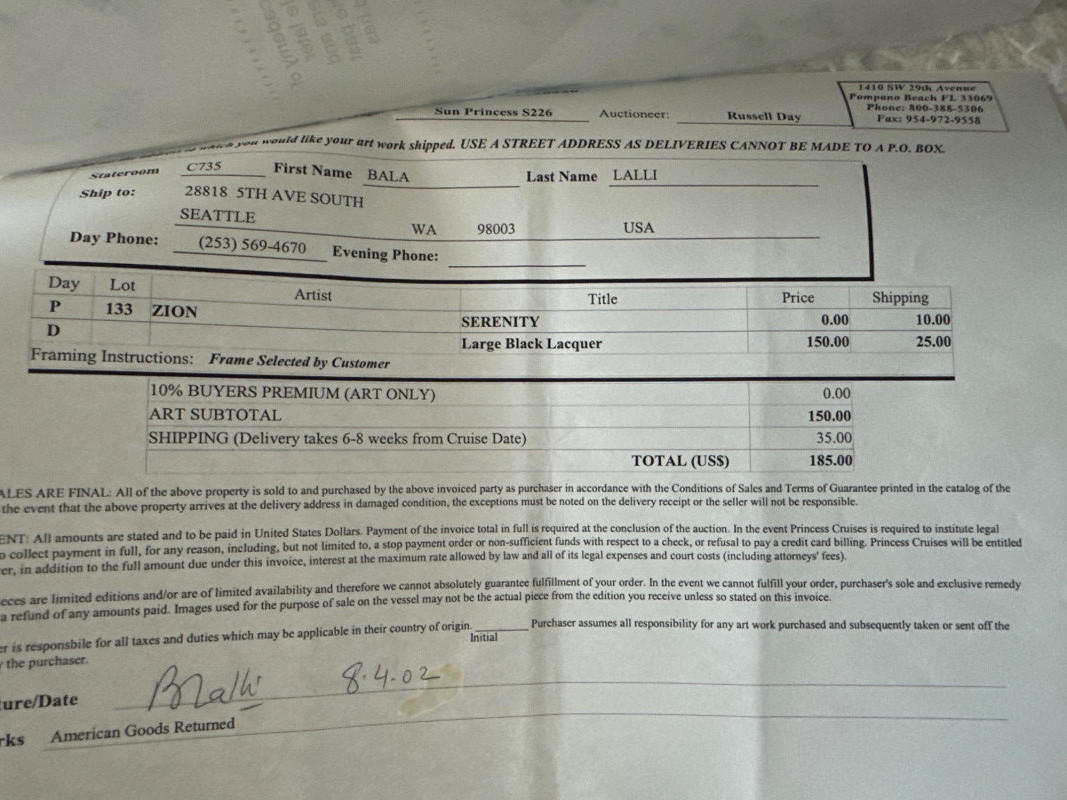 1410 SW 29th Avenue
Pompano Beach FL 33069
Phone: 800-388-5306
Fax: 954-972-9558
Sun Princess S226 Auctioneer: Russell Day
which you would like your art work shipped. USE A STREET ADDRESS AS DELIVERIES CANNOT BE MADE TO A P.O. BOX.
Stateroom C735 First Name BALA Last Name LALLI
Ship to: 28818 5TH AVE SOUTH
SEATTLE WA 98003 USA
Day Phone: (253) 569-4670 Evening Phone:
Day Lot Artist Title Price Shipping
P 133 ZION SERENITY 0.00 10.00
D Large Black Lacquer 150.00 25.00
Framing Instructions: Frame Selected by Customer
10% BUYERS PREMIUM (ART ONLY) 0.00
ART SUBTOTAL 150.00
SHIPPING (Delivery takes 6-8 weeks from Cruise Date) 35.00
TOTAL (US$) 185.00
ALES ARE FINAL: All of the above property is sold to and purchased by the above invoiced party as purchaser in accordance with the Conditions of Sales and Terms of Guarantee printed in the catalog of the
the event that the above property arrives at the delivery address in damaged condition, the exceptions must be noted on the delivery receipt or the seller will not be responsible.
ENT: All amounts are stated and to be paid in United States Dollars. Payment of the invoice total in full is required at the conclusion of the auction. In the event Princess Cruises is required to institute legal
o collect payment in full, for any reason, including, but not limited to, a stop payment order or non-sufficient funds with respect to a check, or refusal to pay a credit card billing. Princess Cruises will be entitled
er, in addition to the full amount due under this invoice, interest at the maximum rate allowed by law and all of its legal expenses and court costs (including attorneys' fees).
eces are limited editions and/or are of limited availability and therefore we cannot absolutely guarantee fulfillment of your order. In the event we cannot fulfill your order, purchaser's sole and exclusive remedy
a refund of any amounts paid. Images used for the purpose of sale on the vessel may not be the actual piece from the edition you receive unless so stated on this invoice.
er is responsbile for all taxes and duties which may be applicable in their country of origin. Purchaser assumes all responsibility for any art work purchased and subsequently taken or sent off the
Initial
the purchaser.
ture/Date BLalli 8.4.02
rks American Goods Returned